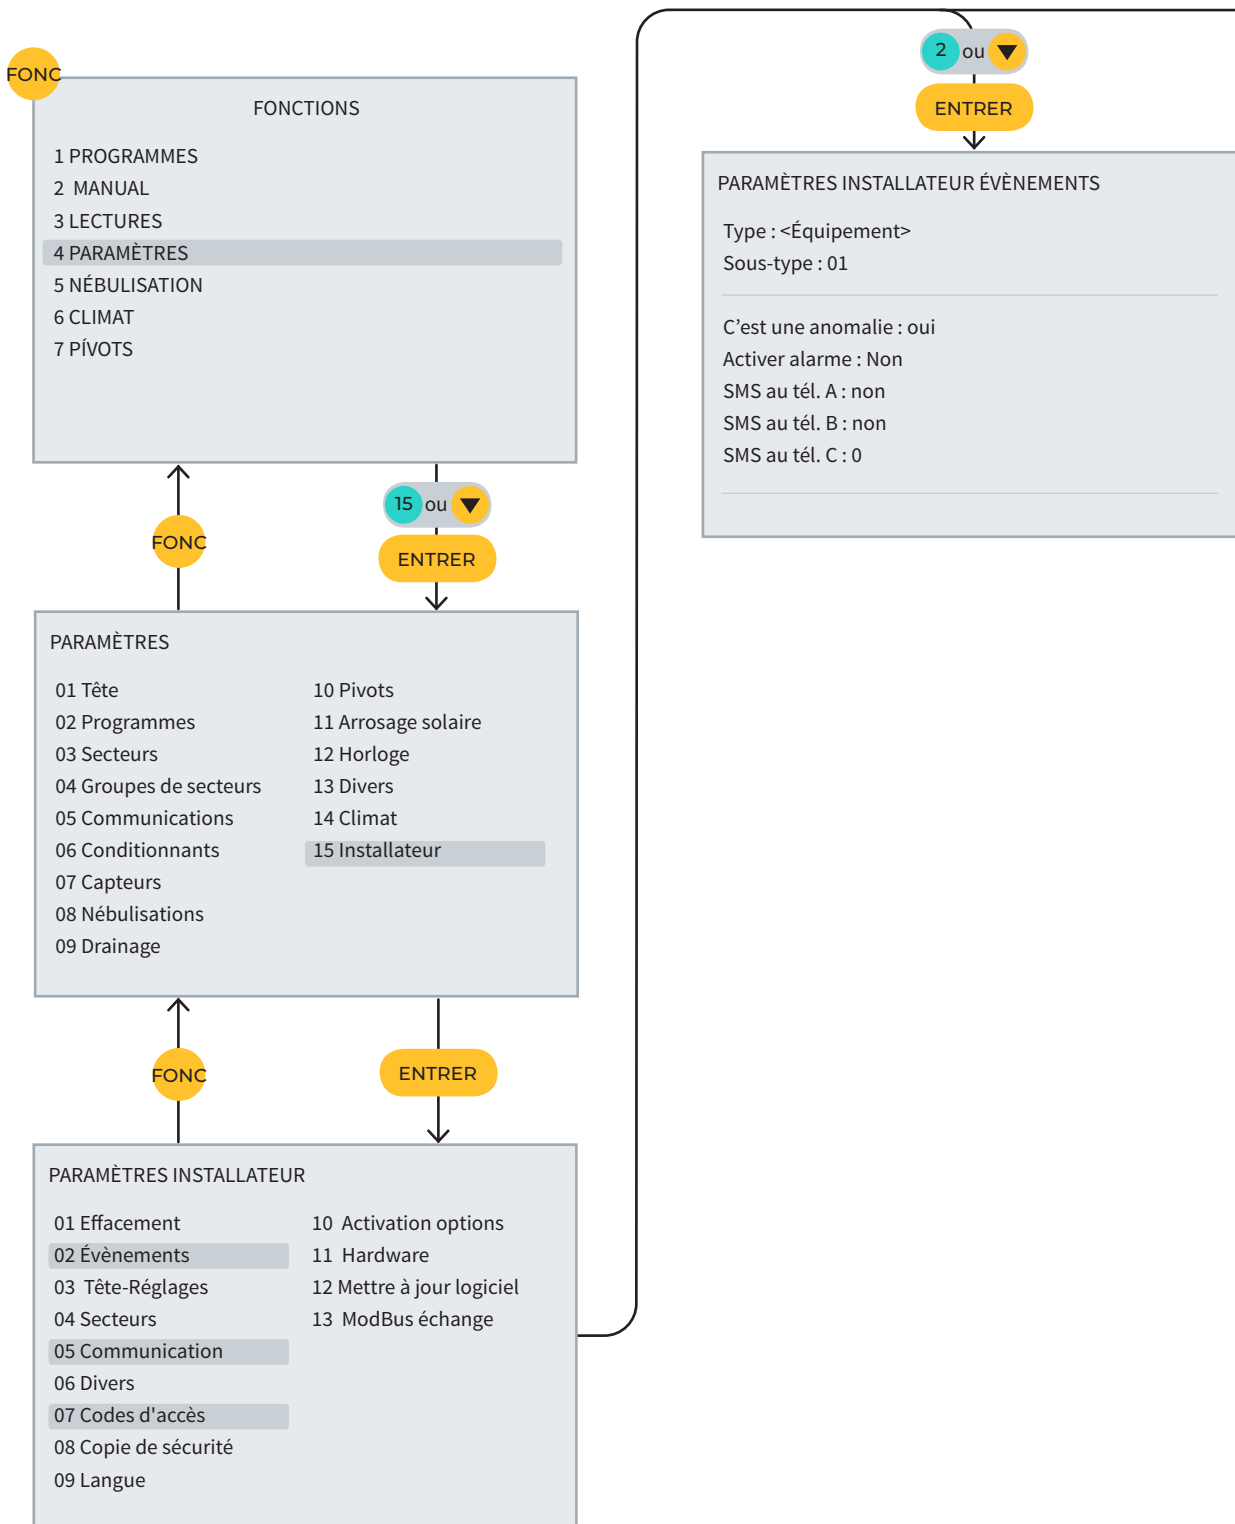 FONC
FONCTIONS
1 PROGRAMMES
2 MANUAL
3 LECTURES
4 PARAMÈTRES
5 NÉBULISATION
6 CLIMAT
7 PÍVOTS
FONC
15 ou
ENTRER
PARAMÈTRES
01 Tête
02 Programmes
03 Secteurs
04 Groupes de secteurs
05 Communications
06 Conditionnants
07 Capteurs
08 Nébulisations
09 Drainage
10 Pivots
11 Arrosage solaire
12 Horloge
13 Divers
14 Climat
15 Installateur
FONC
ENTRER
PARAMÈTRES INSTALLATEUR
01 Effacement
02 Évènements
03 Tête-Réglages
04 Secteurs
05 Communication
06 Divers
07 Codes d'accès
08 Copie de sécurité
09 Langue
10 Activation options
11 Hardware
12 Mettre à jour logiciel
13 ModBus échange
2 ou
ENTRER
PARAMÈTRES INSTALLATEUR ÉVÈNEMENTS
Type : <Équipement>
Sous-type : 01
C’est une anomalie : oui
Activer alarme : Non
SMS au tél. A : non
SMS au tél. B : non
SMS au tél. C : 0